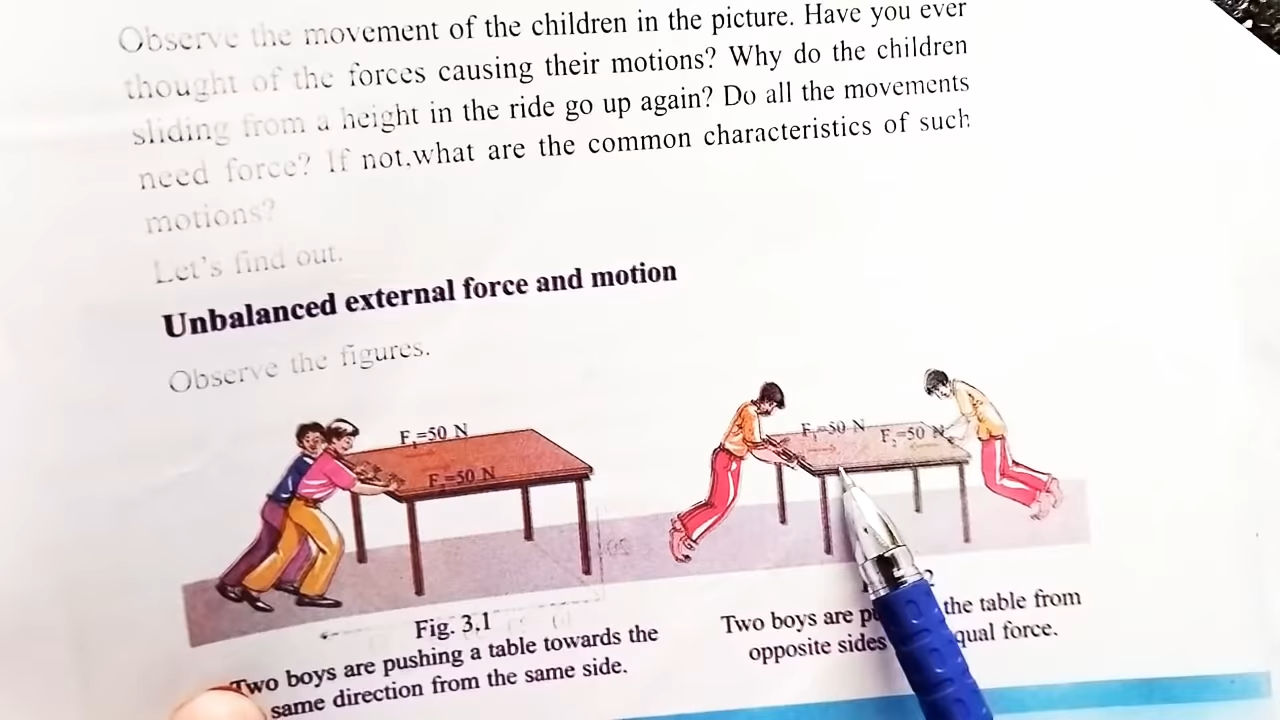 Observe the movement of the children in the picture. Have you ever
thought of the forces causing their motions? Why do the children
sliding from a height in the ride go up again? Do all the movements
need force? If not,what are the common characteristics of such
motions?
Let's find out.
Unbalanced external force and motion
Observe the figures.
F₁=50 N
F₂=50 N
Fig. 3.1
Two boys are pushing a table towards the
same direction from the same side.
F₁=50 N
F₂=50 N
2
Two boys are the table from
opposite sides qual force.